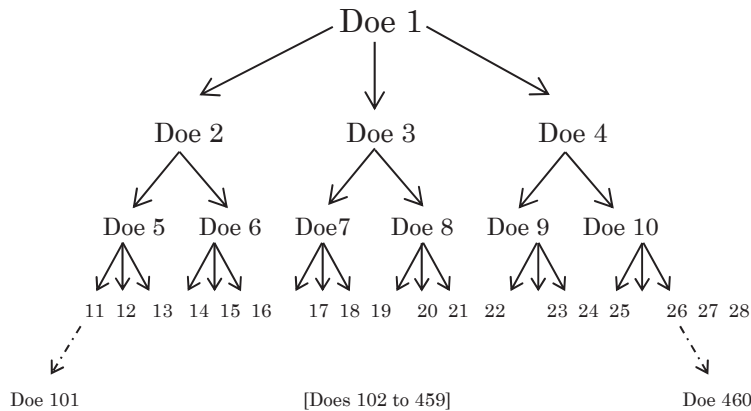 Doe 1
Doe 2 Doe 3 Doe 4
Doe 5 Doe 6 Doe7 Doe 8 Doe 9 Doe 10
11 12 13 14 15 16 17 18 19 20 21 22 23 24 25 26 27 28
Doe 101 [Does 102 to 459] Doe 460